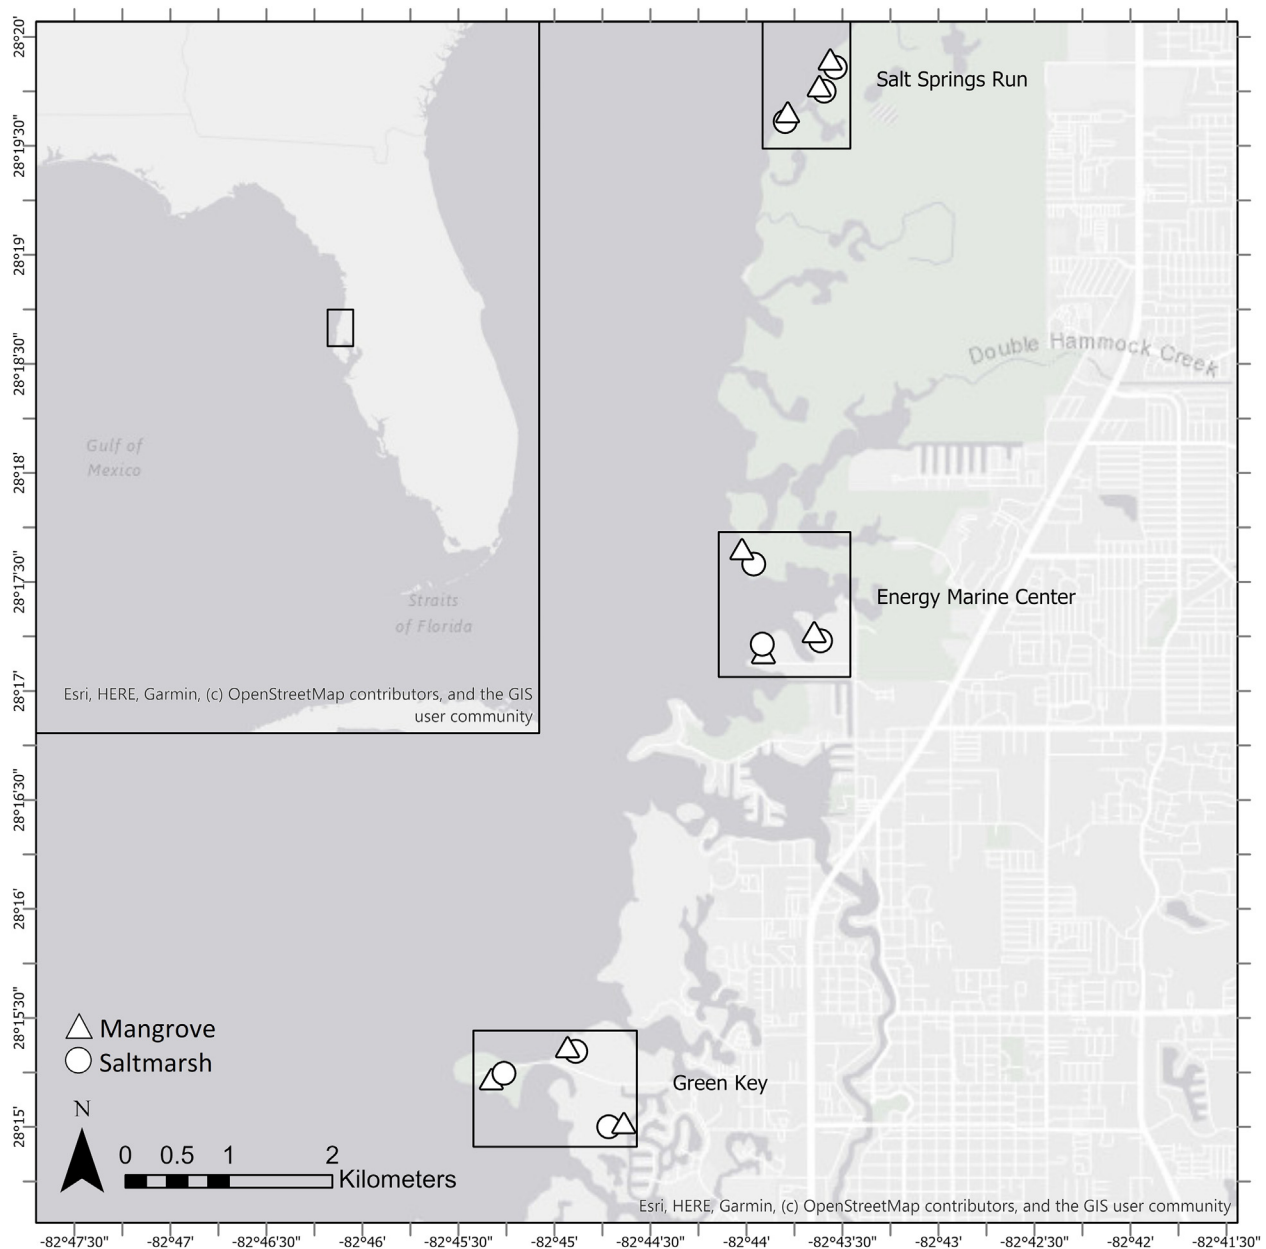 28°20'
Salt Springs Run
28°19'30"
28°19'
Double Hammock Creek
28°18'30"
Gulf of
Mexico
28°18'
28°17'30"
Energy Marine Center
Straits
of Florida
28°17'
Esri, HERE, Garmin, (c) OpenStreetMap contributors, and the GIS
user community
28°16'30"
28°16'
28°15'30"
Mangrove
Saltmarsh
Green Key
28°15'
N
0 0.5 1 2
Kilometers
Esri, HERE, Garmin, (c) OpenStreetMap contributors, and the GIS user community
-82°47'30" -82°47' -82°46'30" -82°46' -82°45'30" -82°45' -82°44'30" -82°44' -82°43'30" -82°43' -82°42'30" -82°42' -82°41'30"